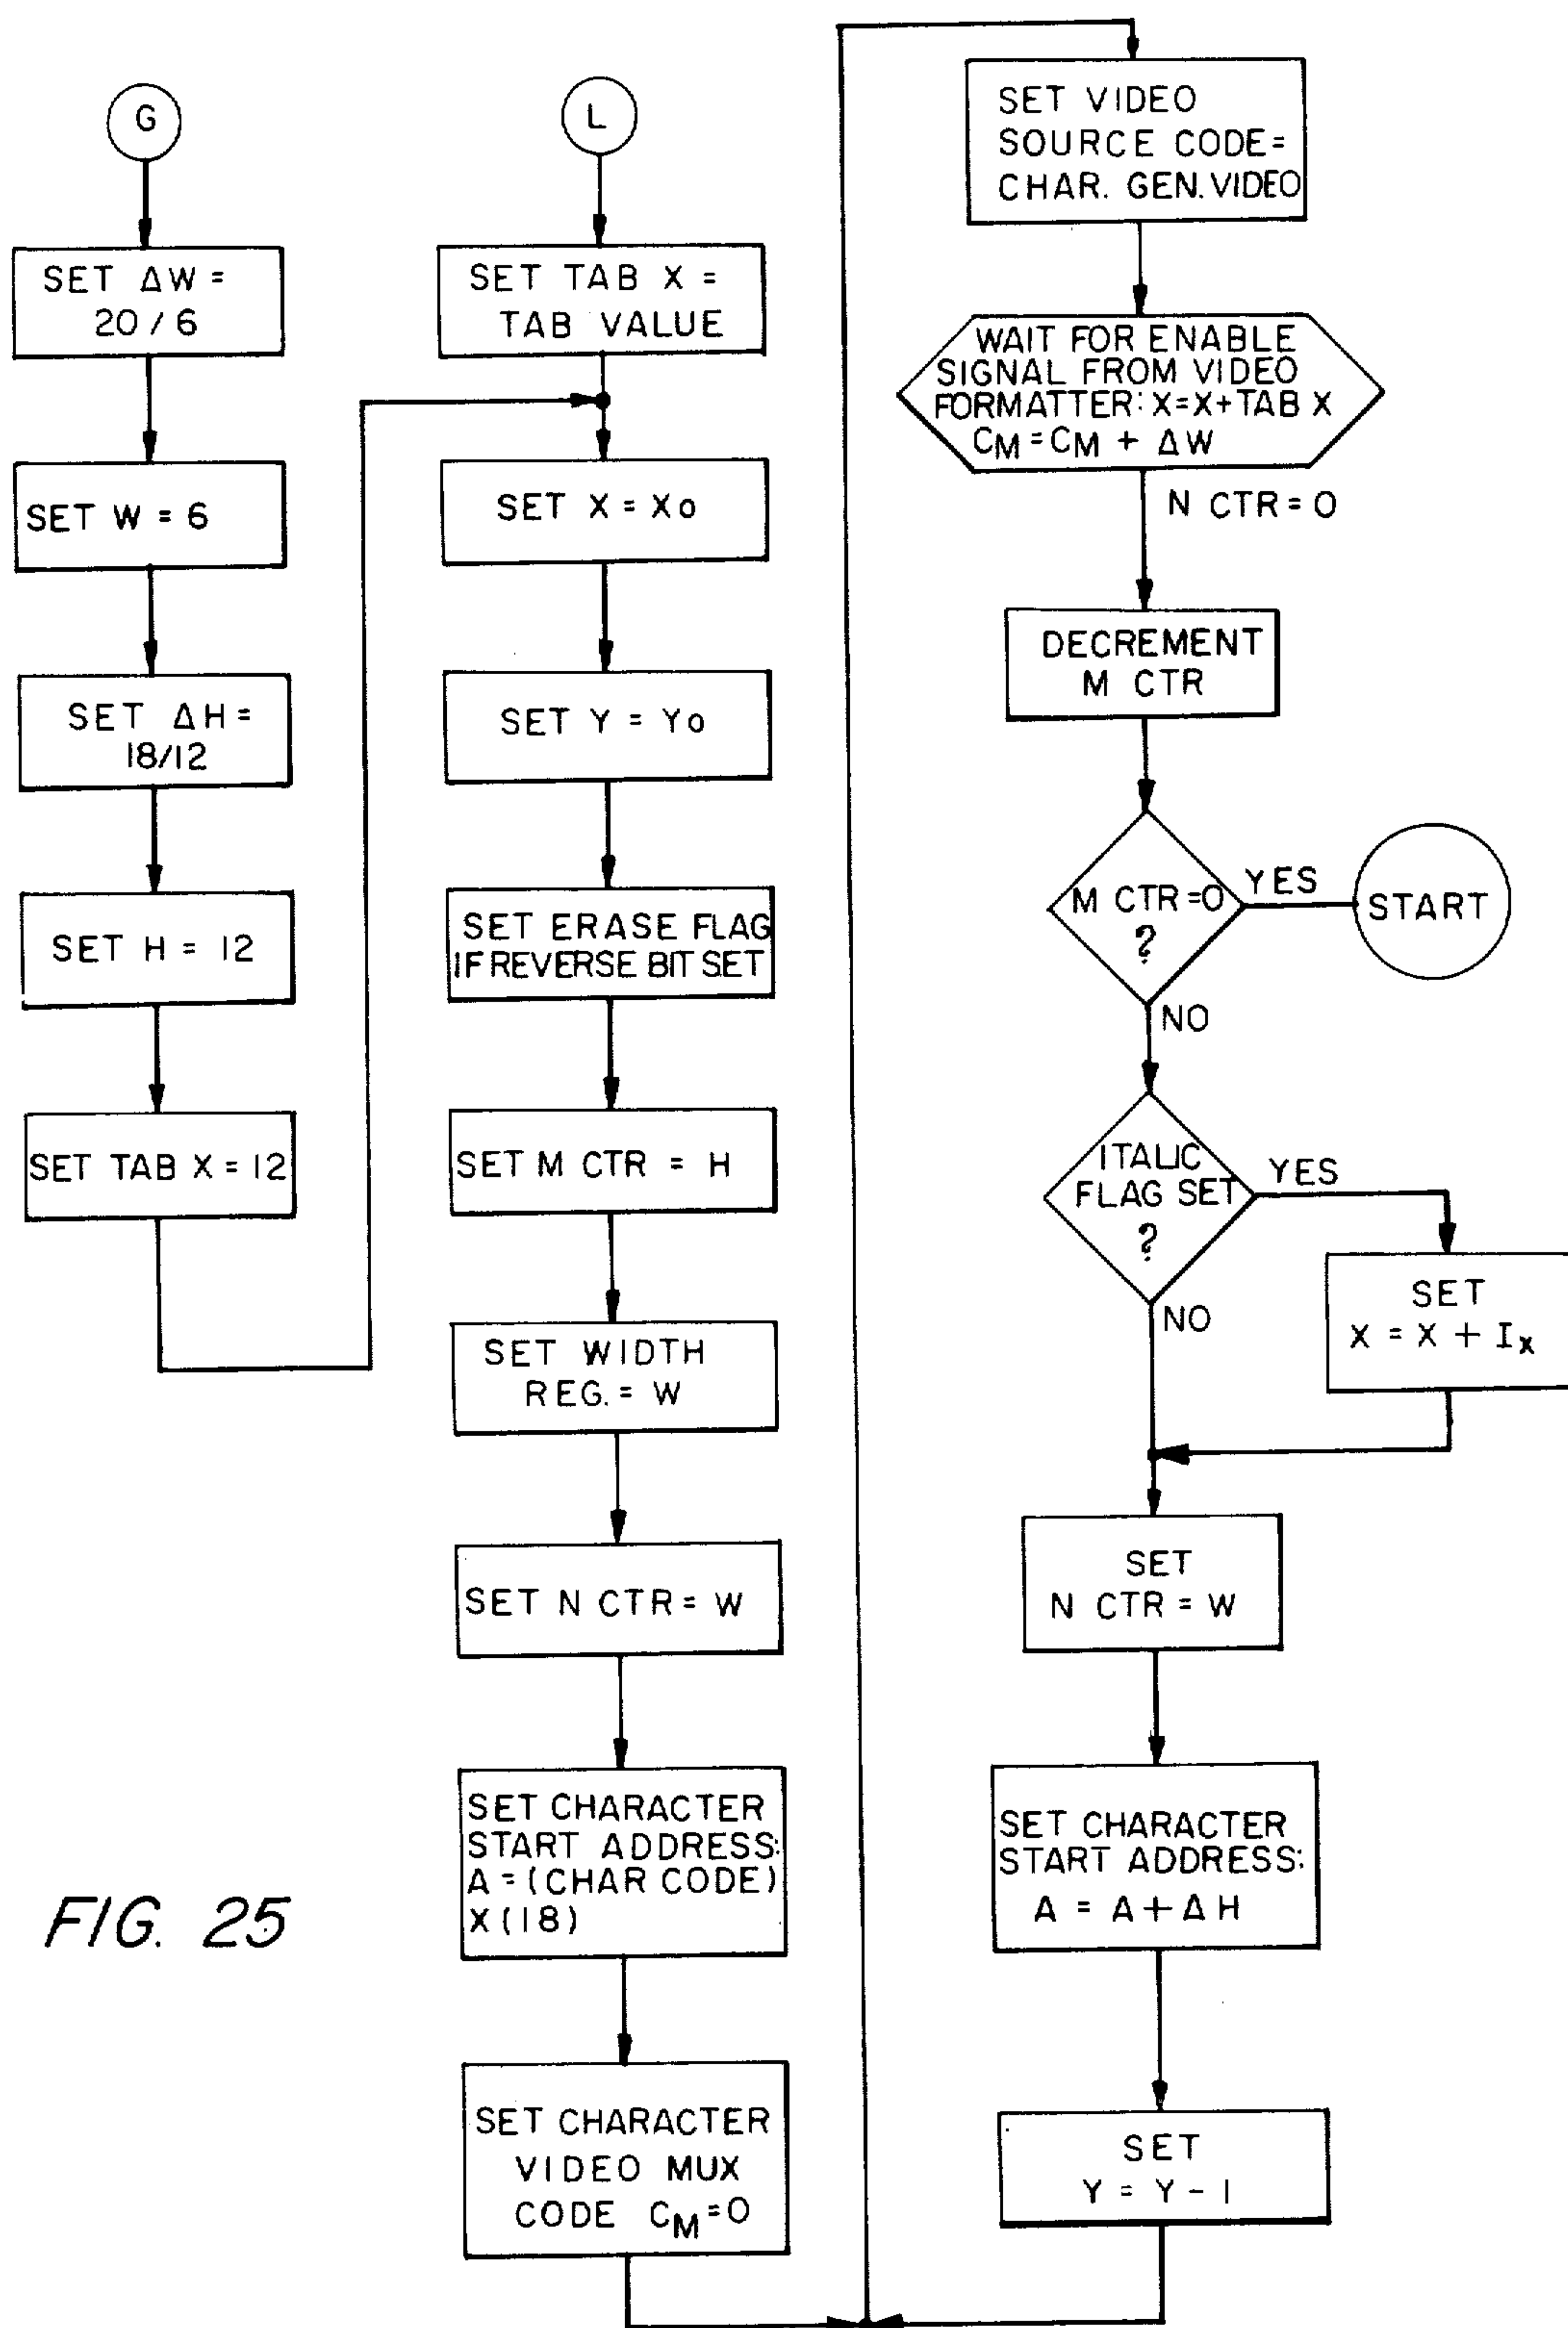 G
SET ΔW =
20 / 6
SET W = 6
SET ΔH =
18/12
SET H = 12
SET TAB X = 12
L
SET TAB X =
TAB VALUE
SET X = Xo
SET Y = Yo
SET ERASE FLAG
IF REVERSE BIT SET
SET M CTR = H
SET WIDTH
REG. = W
SET N CTR = W
SET CHARACTER
START ADDRESS:
A = (CHAR CODE)
X (18)
SET CHARACTER
VIDEO MUX
CODE CM=0
SET VIDEO
SOURCE CODE=
CHAR. GEN. VIDEO
WAIT FOR ENABLE
SIGNAL FROM VIDEO
FORMATTER: X=X+TAB X
CM=CM + ΔW
N CTR = 0
DECREMENT
M CTR
M CTR=0
?
YES
START
NO
ITALIC
FLAG SET
?
YES
SET
X = X + Ix
NO
SET
N CTR = W
SET CHARACTER
START ADDRESS:
A = A + Δ H
SET
Y = Y - 1
FIG. 25